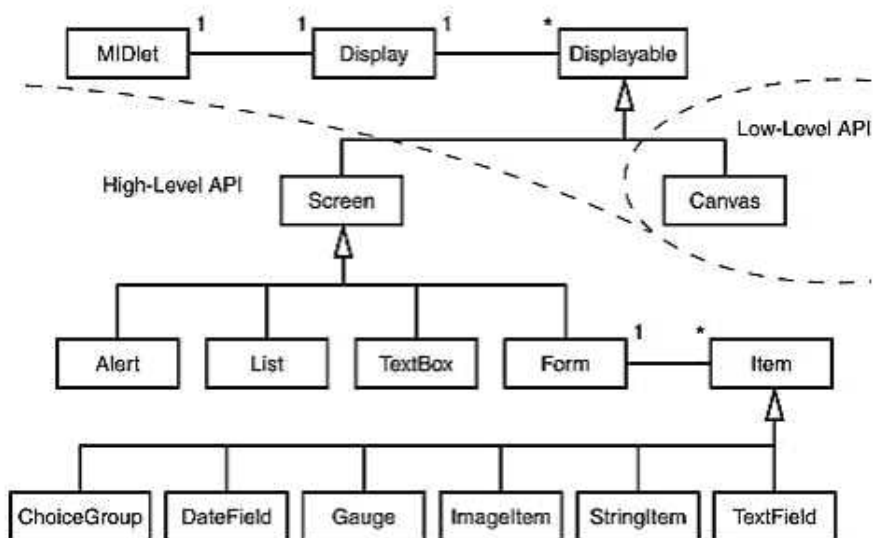 1 1 1 *
MIDlet Display Displayable
Low-Level API
High-Level API
Screen Canvas
1 *
Alert List TextBox Form Item
ChoiceGroup DateField Gauge ImageItem StringItem TextField